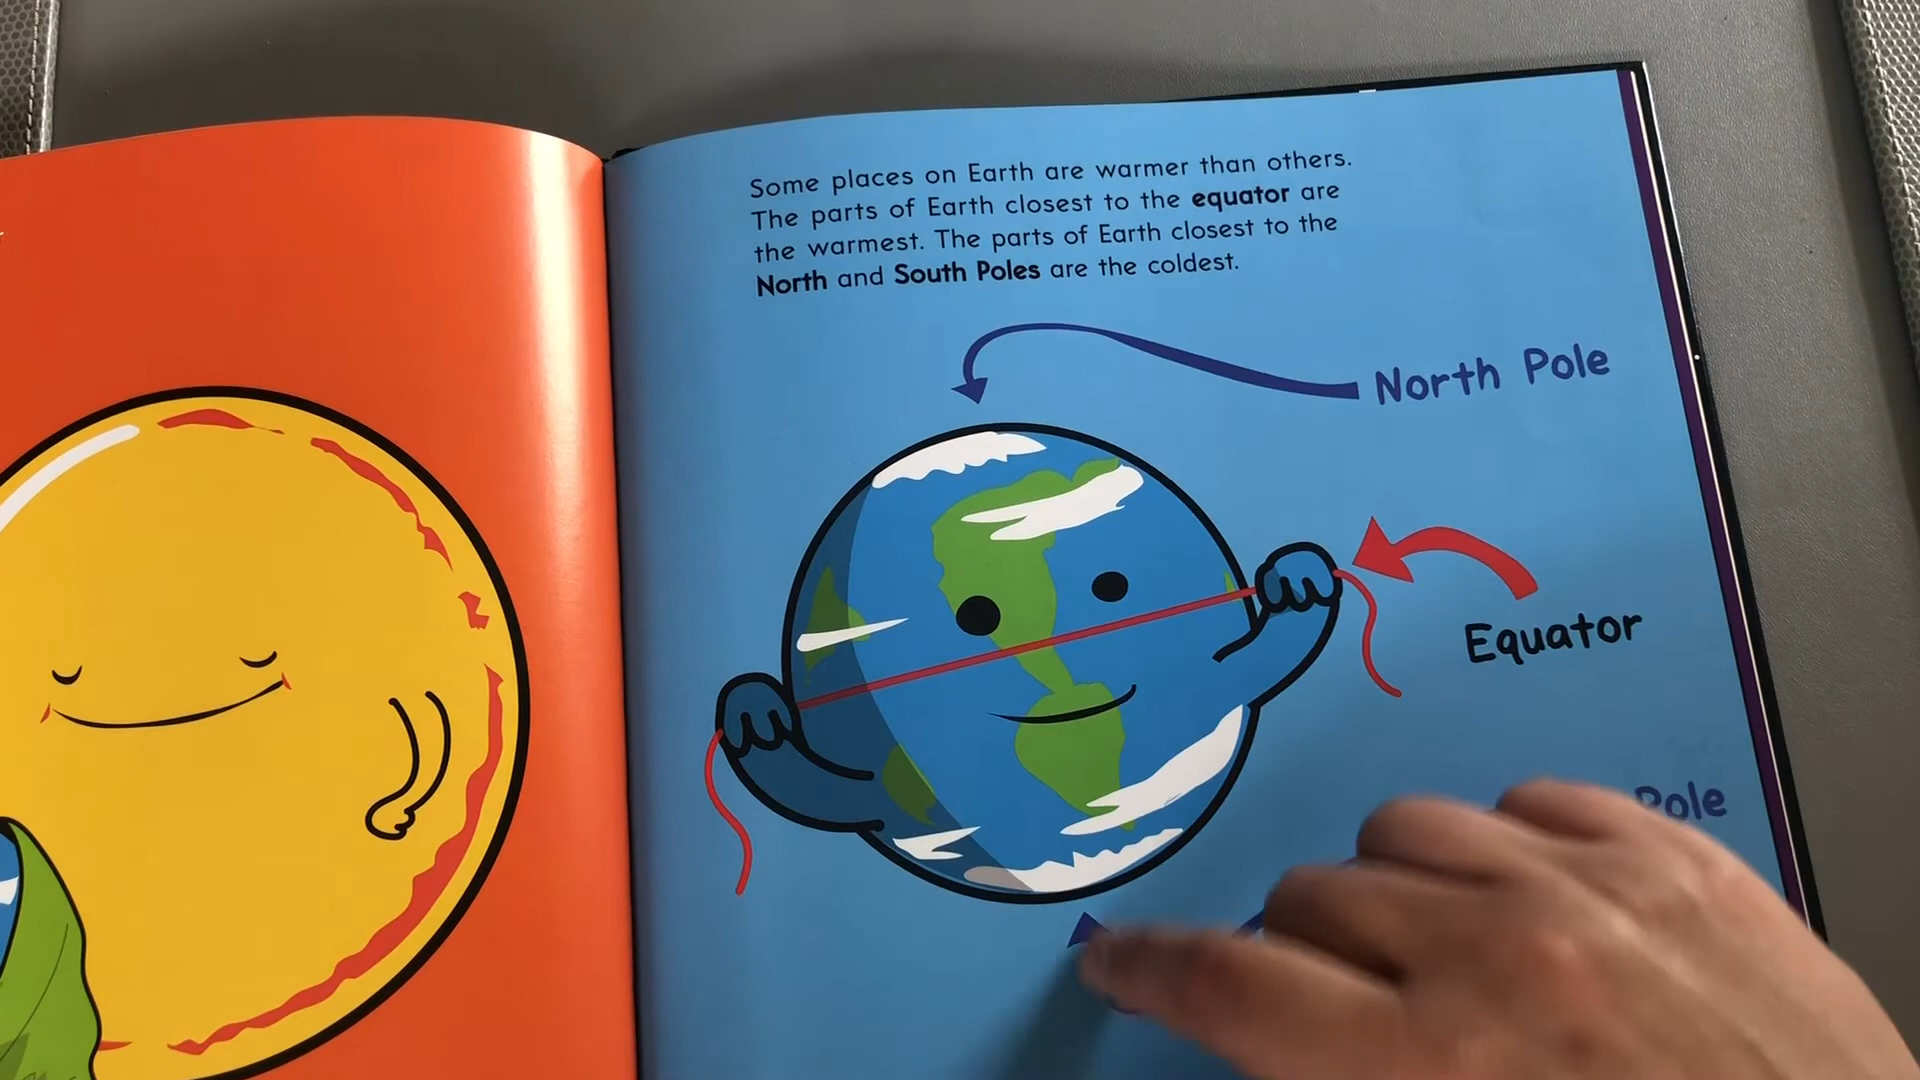 Some places on Earth are warmer than others.
The parts of Earth closest to the equator are
the warmest. The parts of Earth closest to the
North and South Poles are the coldest.
North Pole
Equator
Pole